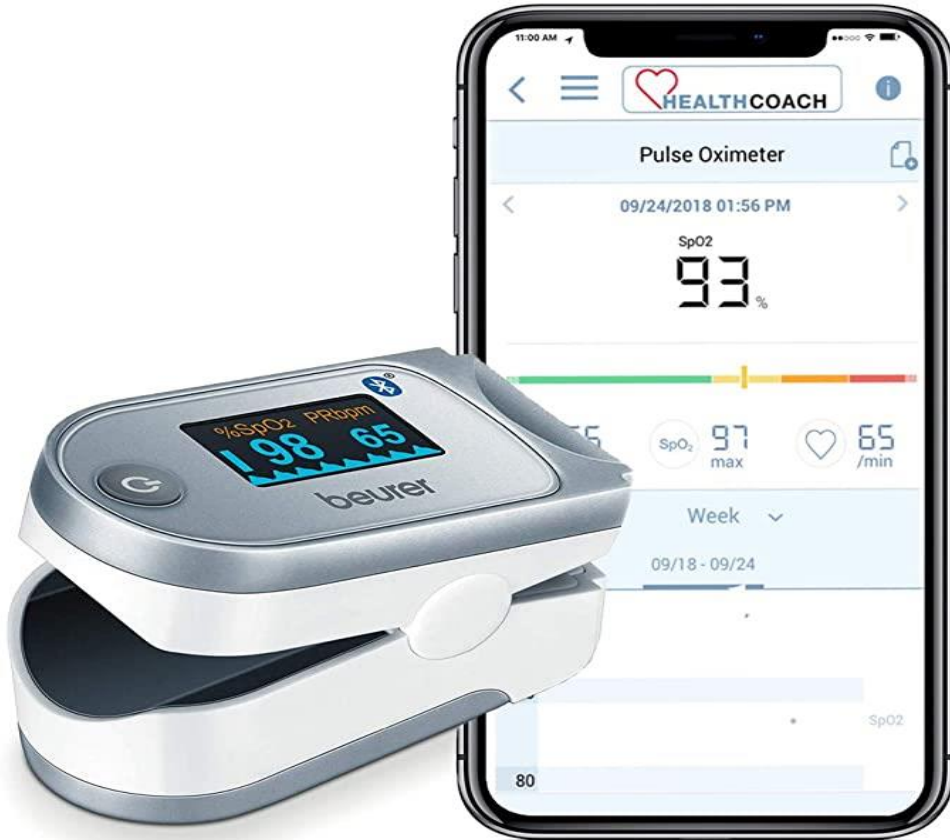 11:00 AM
HEALTHCOACH
i
Pulse Oximeter
09/24/2018 01:56 PM
SpO2
93 %
SpO₂ 97 max
65 /min
Week
09/18 - 09/24
SpO2
80
%SpO2 PRbpm
98 65
beurer